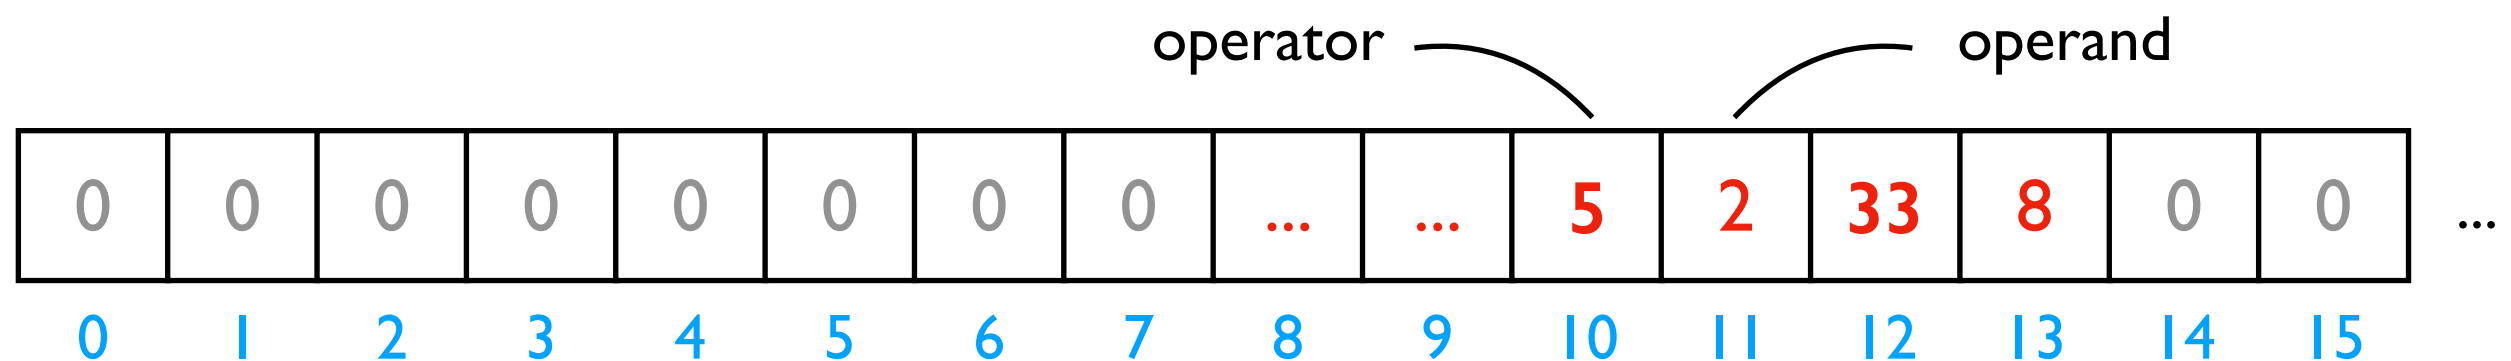 operator operand
0 0 0 0 0 0 0 0 ... ... 5 2 33 8 0 0 ...
0 1 2 3 4 5 6 7 8 9 10 11 12 13 14 15